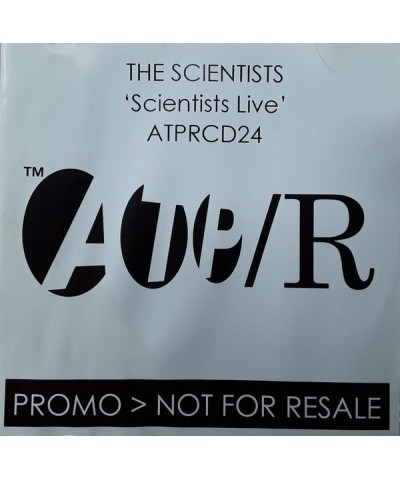 THE SCIENTISTS
‘Scientists Live’
ATPRCD24
™
ATP/R
PROMO > NOT FOR RESALE